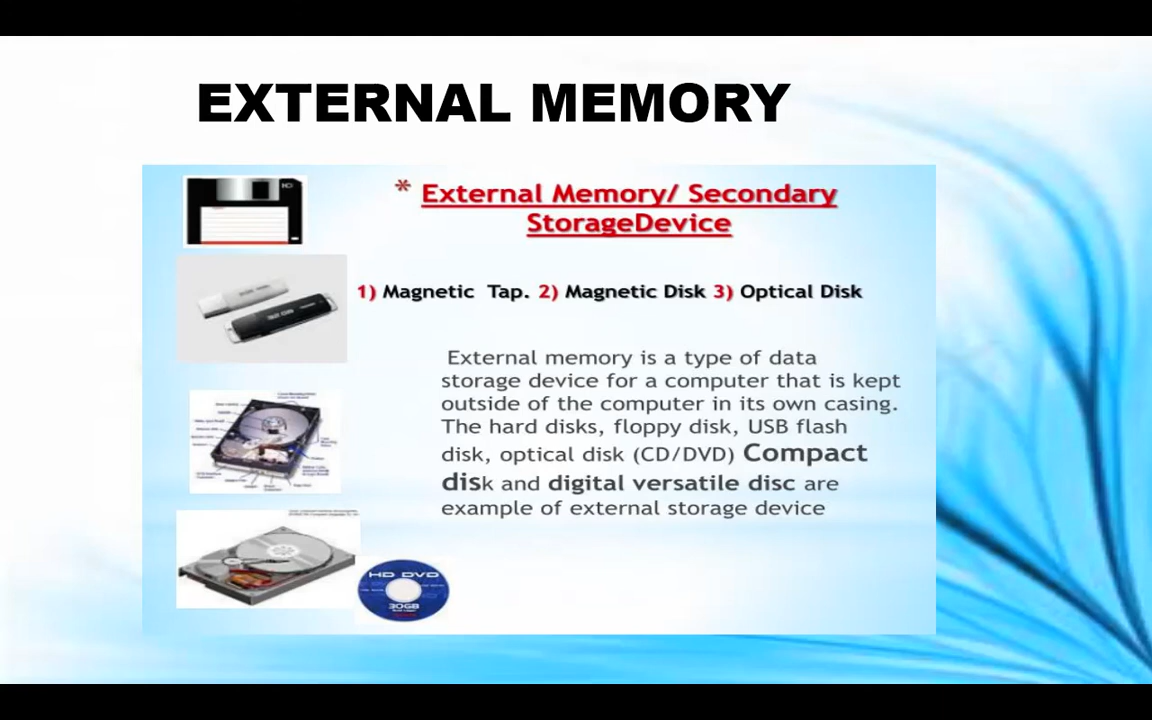 EXTERNAL MEMORY
* External Memory/ Secondary
StorageDevice
1) Magnetic Tap. 2) Magnetic Disk 3) Optical Disk
External memory is a type of data
storage device for a computer that is kept
outside of the computer in its own casing.
The hard disks, floppy disk, USB flash
disk, optical disk (CD/DVD) Compact
disk and digital versatile disc are
example of external storage device
32 GB
HD DVD
30GB